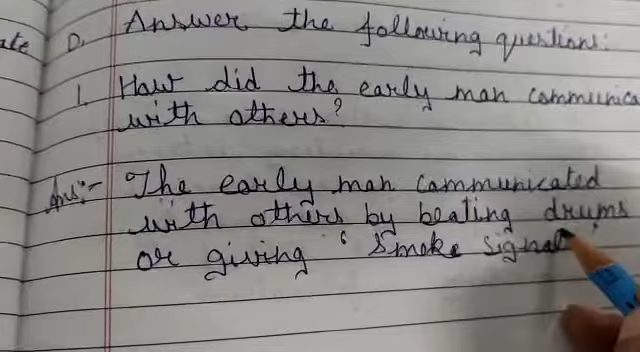 ate D. Answer the following questions:
1. How did the early man communica
with others?
Ans:- The early man communicated
with others by beating drums
or giving ' Smoke signal